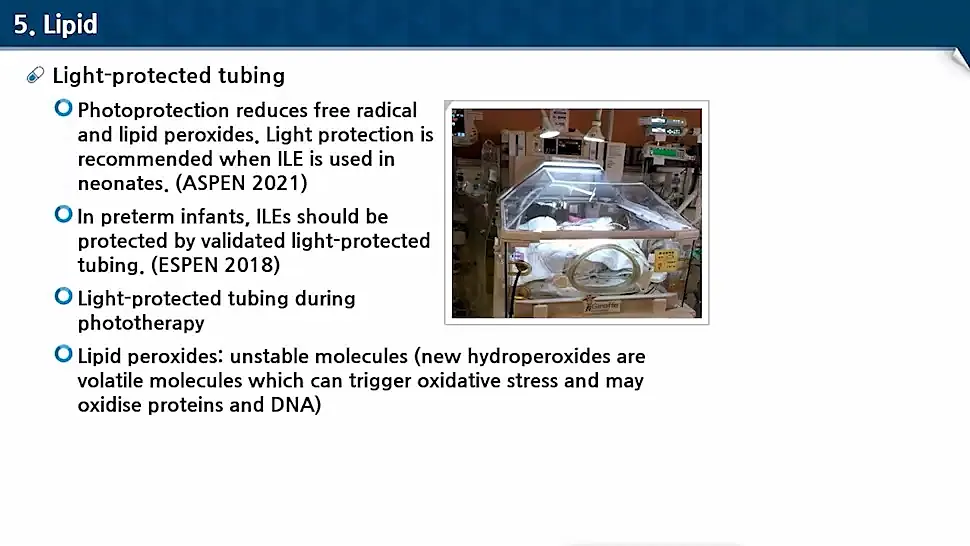 5. Lipid
Light-protected tubing
Photoprotection reduces free radical
and lipid peroxides. Light protection is
recommended when ILE is used in
neonates. (ASPEN 2021)
In preterm infants, ILEs should be
protected by validated light-protected
tubing. (ESPEN 2018)
Light-protected tubing during
phototherapy
Lipid peroxides: unstable molecules (new hydroperoxides are
volatile molecules which can trigger oxidative stress and may
oxidise proteins and DNA)
Giraffe